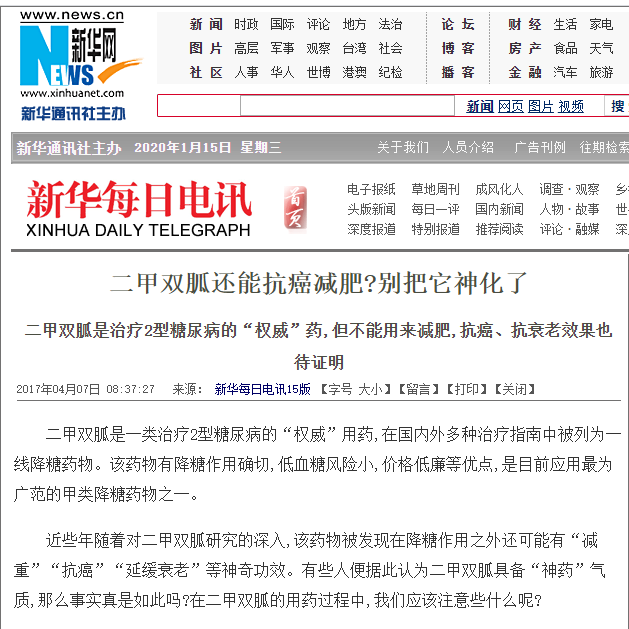 www.news.cn
新华网
NEWS
www.xinhuanet.com
新华通讯社主办
新 闻 时政 国际 评论 地方 法治
图 片 高层 军事 观察 台湾 社会
社 区 人事 华人 世博 港澳 纪检
论 坛
博 客
播 客
财 经 生活 家电
房 产 食品 天气
金 融 汽车 旅游
新闻 网页 图片 视频 搜
新华通讯社主办 2020年1月15日 星期三 关于我们 人员介绍 广告刊例 往期检索
新华每日电讯
XINHUA DAILY TELEGRAPH
首页
电子报纸 草地周刊 成风化人 调查·观察 乡
头版新闻 每日一评 国内新闻 人物·故事 世
深度报道 特别报道 推荐阅读 评论·融媒 深
二甲双胍还能抗癌减肥?别把它神化了
二甲双胍是治疗2型糖尿病的“权威”药,但不能用来减肥,抗癌、抗衰老效果也
待证明
2017年04月07日 08:37:27 来源: 新华每日电讯15版 【字号 大小】【留言】【打印】【关闭】
二甲双胍是一类治疗2型糖尿病的“权威”用药,在国内外多种治疗指南中被列为一
线降糖药物。该药物有降糖作用确切,低血糖风险小,价格低廉等优点,是目前应用最为
广范的甲类降糖药物之一。
近些年随着对二甲双胍研究的深入,该药物被发现在降糖作用之外还可能有“减
重”“抗癌”“延缓衰老”等神奇功效。有些人便据此认为二甲双胍具备“神药”气
质,那么事实真是如此吗?在二甲双胍的用药过程中,我们应该注意些什么呢?